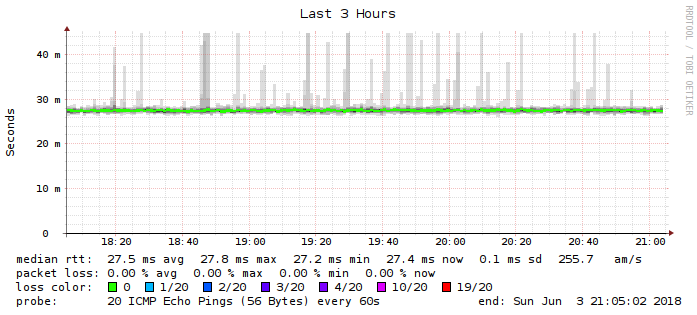 Last 3 Hours
RRDTOOL / TOBI OETIKER
Seconds
40 m
30 m
20 m
10 m
0
18:20 18:40 19:00 19:20 19:40 20:00 20:20 20:40 21:00
median rtt: 27.5 ms avg 27.8 ms max 27.2 ms min 27.4 ms now 0.1 ms sd 255.7 am/s
packet loss: 0.00 % avg 0.00 % max 0.00 % min 0.00 % now
loss color: 0 1/20 2/20 3/20 4/20 10/20 19/20
probe: 20 ICMP Echo Pings (56 Bytes) every 60s end: Sun Jun 3 21:05:02 2018